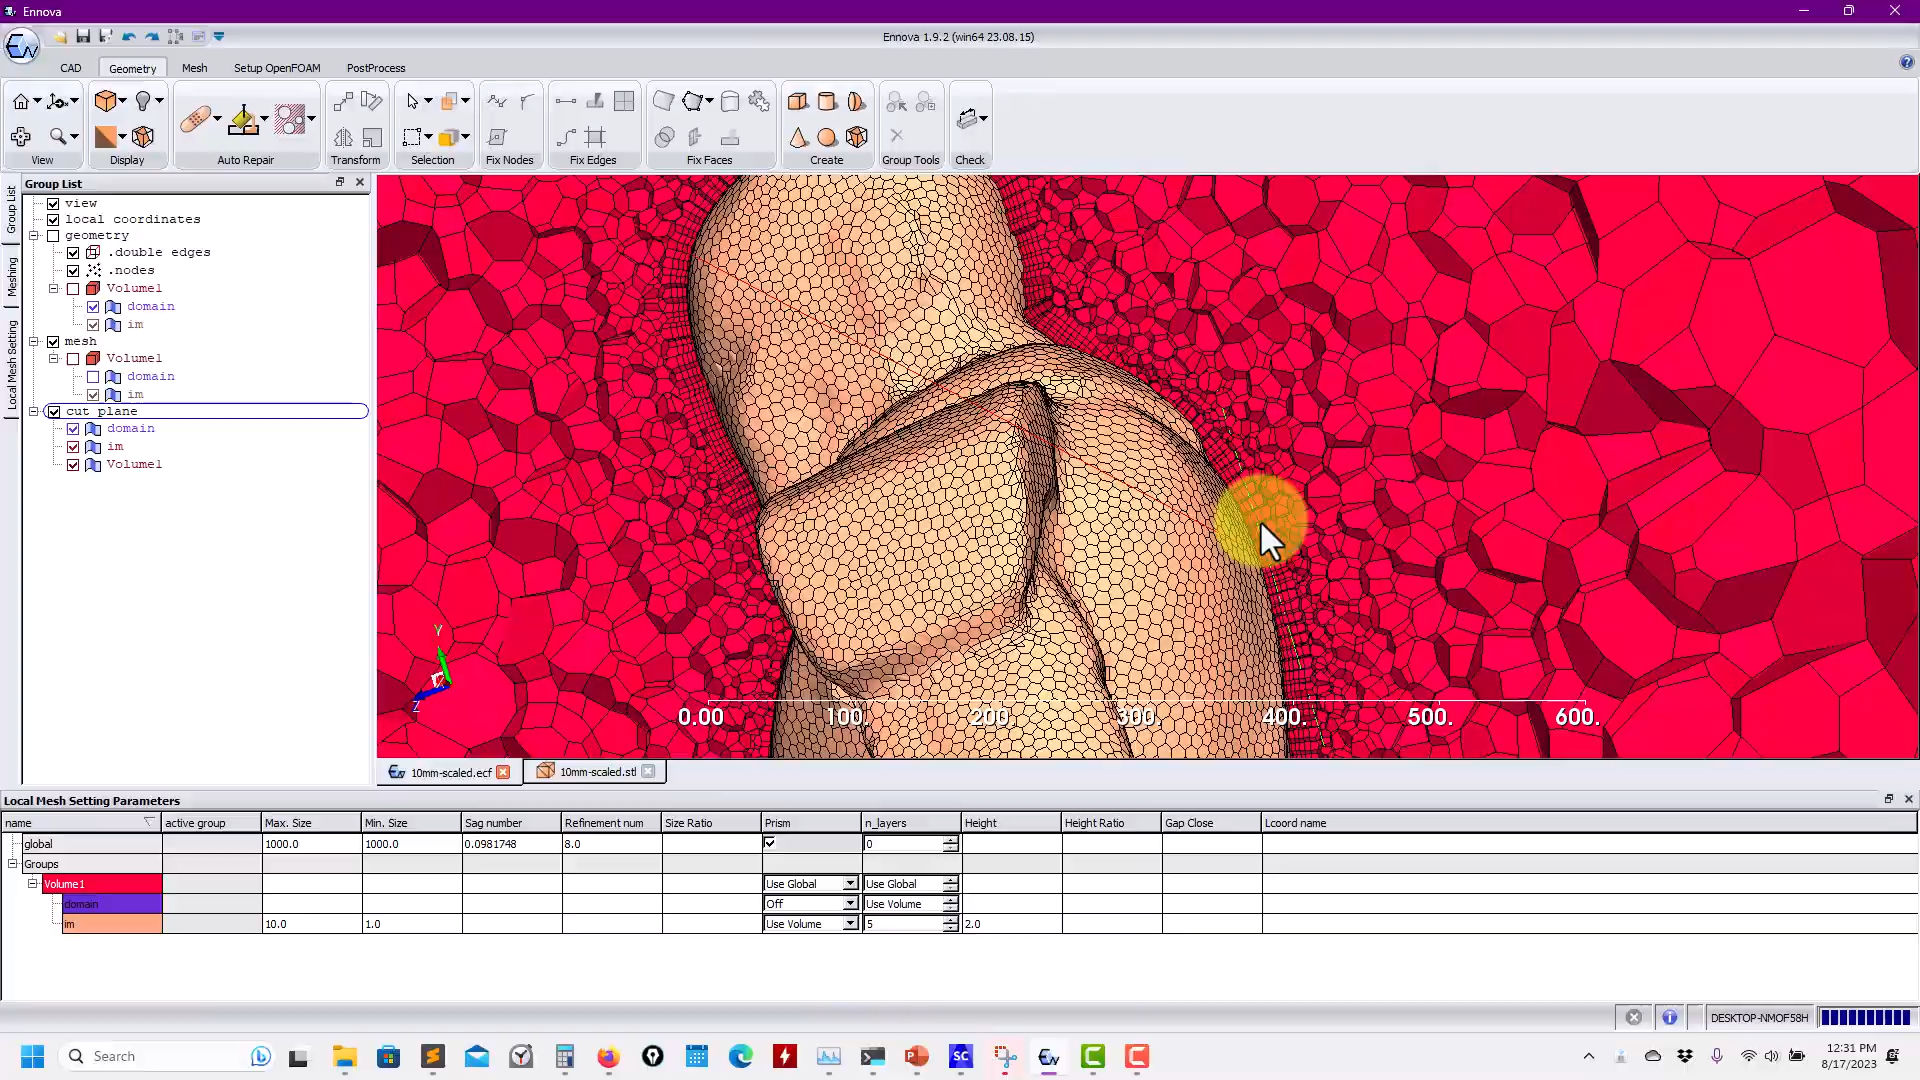 Ennova
Ennova 1.9.2 (win64 23.08.15)
CAD Geometry Mesh Setup OpenFOAM PostProcess
View Display Auto Repair Transform Selection Fix Nodes Fix Edges Fix Faces Create Group Tools Check
Group List
Meshing
Local Mesh Setting
Group List
view
local coordinates
geometry
.double edges
.nodes
Volume1
domain
im
mesh
Volume1
domain
im
cut plane
domain
im
Volume1
Y
Z
0.00 100. 200. 300. 400. 500. 600.
10mm-scaled.ecf 10mm-scaled.stl
Local Mesh Setting Parameters
name active group Max. Size Min. Size Sag number Refinement num Size Ratio Prism n_layers Height Height Ratio Gap Close Lcoord name
global 1000.0 1000.0 0.0981748 8.0 0
Groups
Volume1 Use Global Use Global
domain Off Use Volume
im 10.0 1.0 Use Volume 5 2.0
DESKTOP-NMOF58H
Search
SC
12:31 PM
8/17/2023